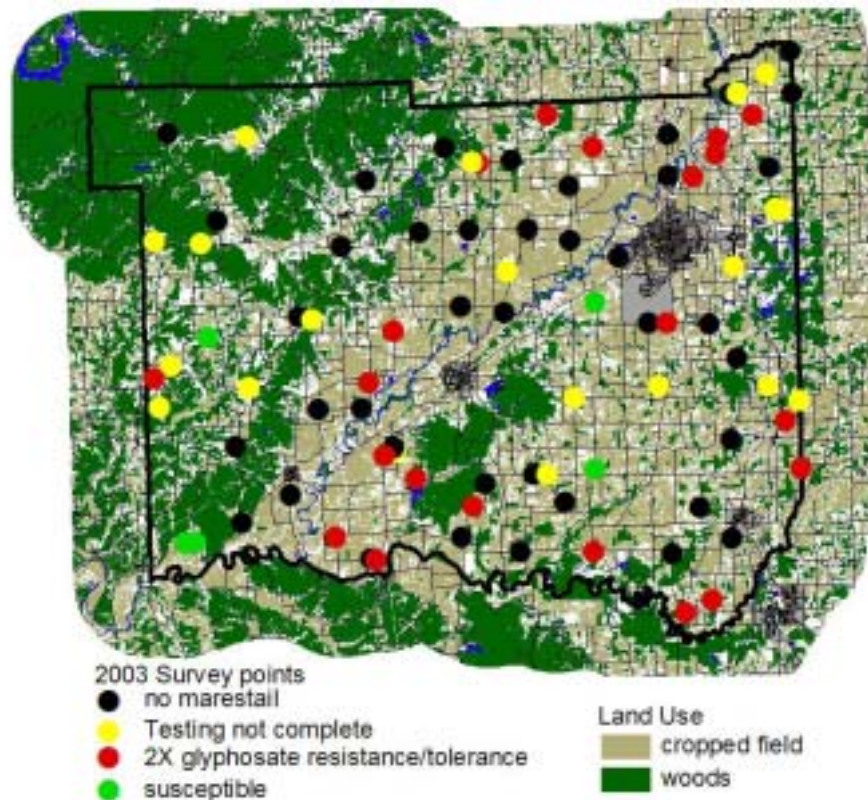 2003 Survey points
no marestail
Testing not complete
2X glyphosate resistance/tolerance
susceptible
Land Use
cropped field
woods